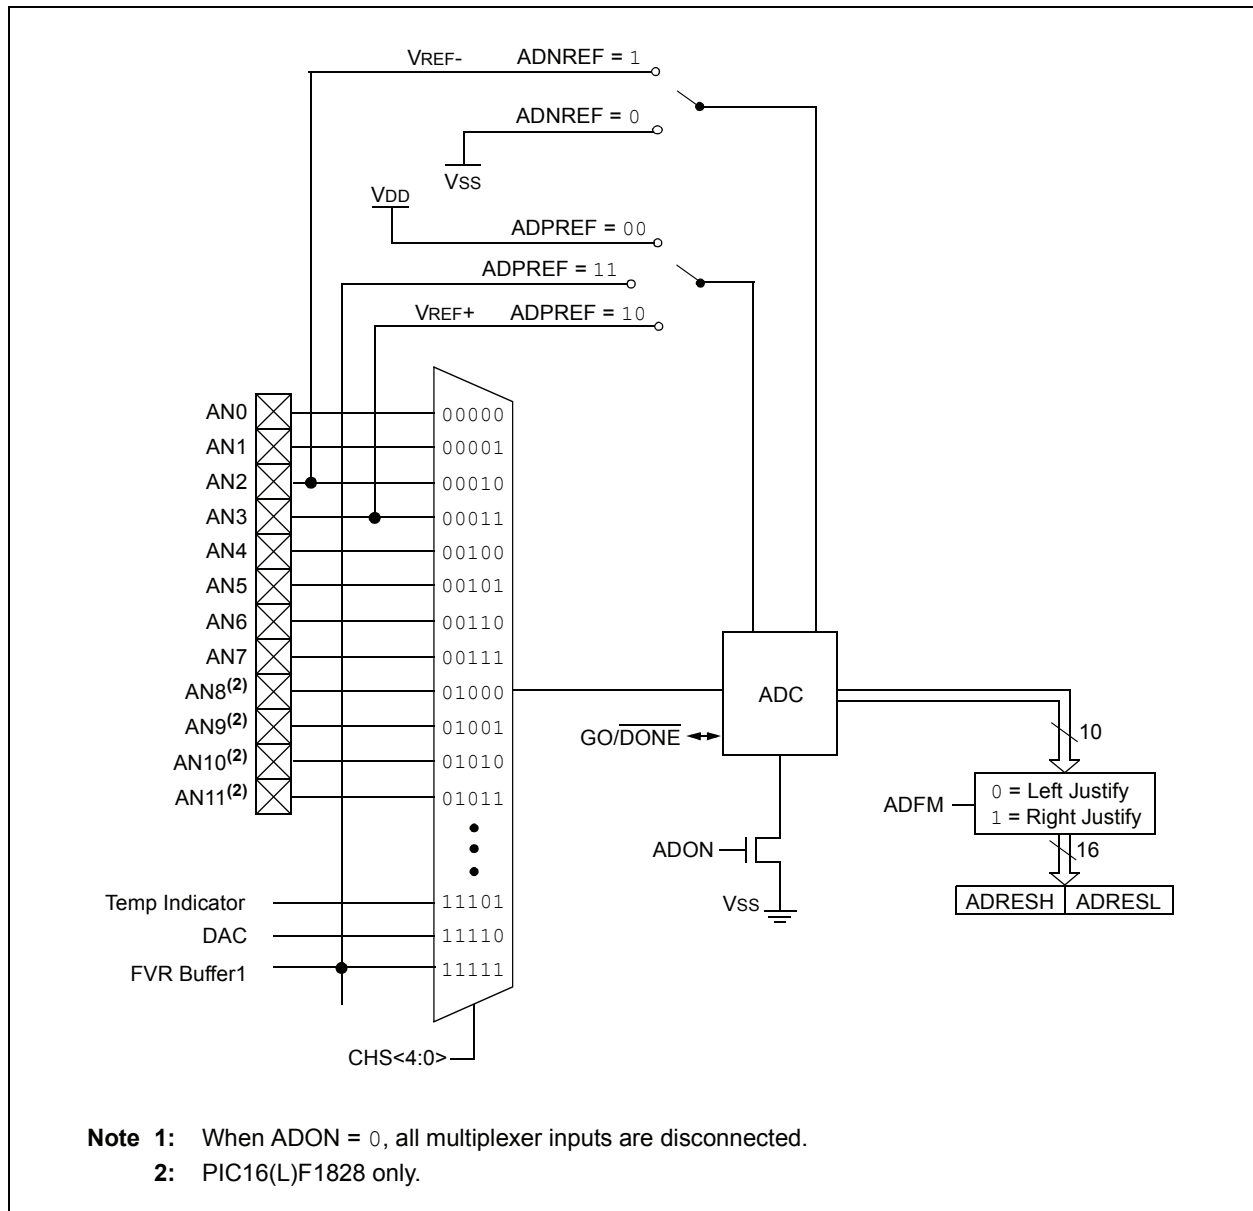 VREF- ADNREF = 1
ADNREF = 0
VSS
VDD
ADPREF = 00
ADPREF = 11
VREF+ ADPREF = 10
AN0 00000
AN1 00001
AN2 00010
AN3 00011
AN4 00100
AN5 00101
AN6 00110
AN7 00111
AN8(2) 01000
ADC
AN9(2) 01001
GO/DONE
10
AN10(2) 01010
AN11(2) 01011
ADFM
0 = Left Justify
1 = Right Justify
ADON
16
Temp Indicator 11101
VSS
ADRESH ADRESL
DAC 11110
FVR Buffer1 11111
CHS<4:0>
Note 1: When ADON = 0, all multiplexer inputs are disconnected.
2: PIC16(L)F1828 only.